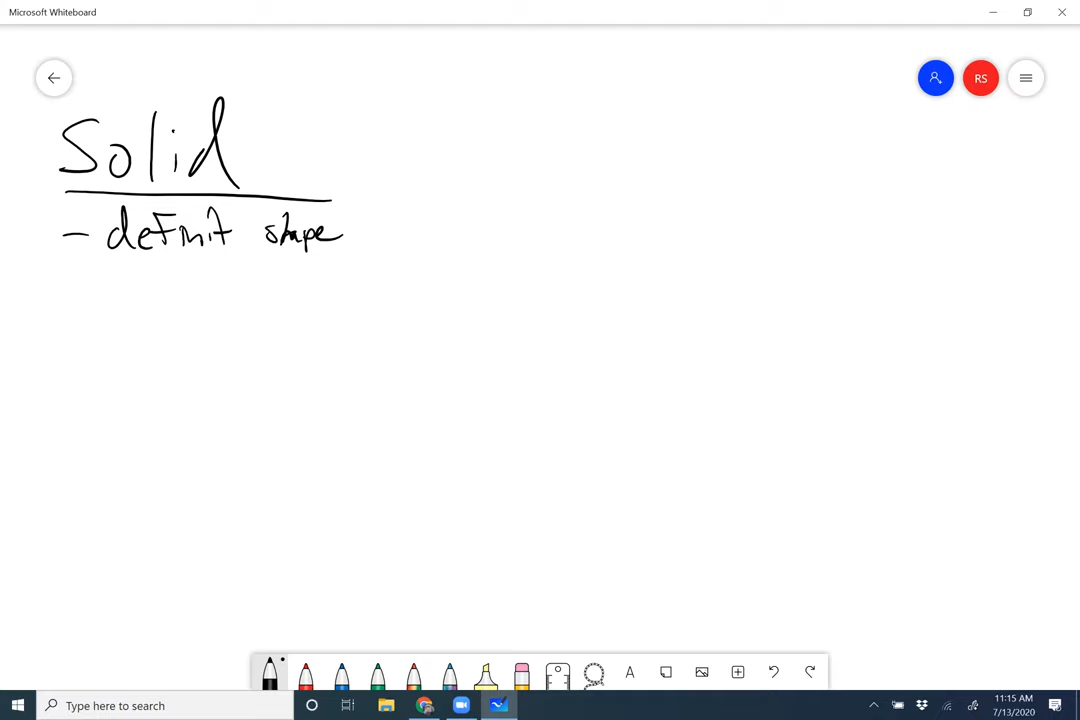 Microsoft Whiteboard
RS
Solid
- definit shape
A
Type here to search
11:15 AM
7/13/2020